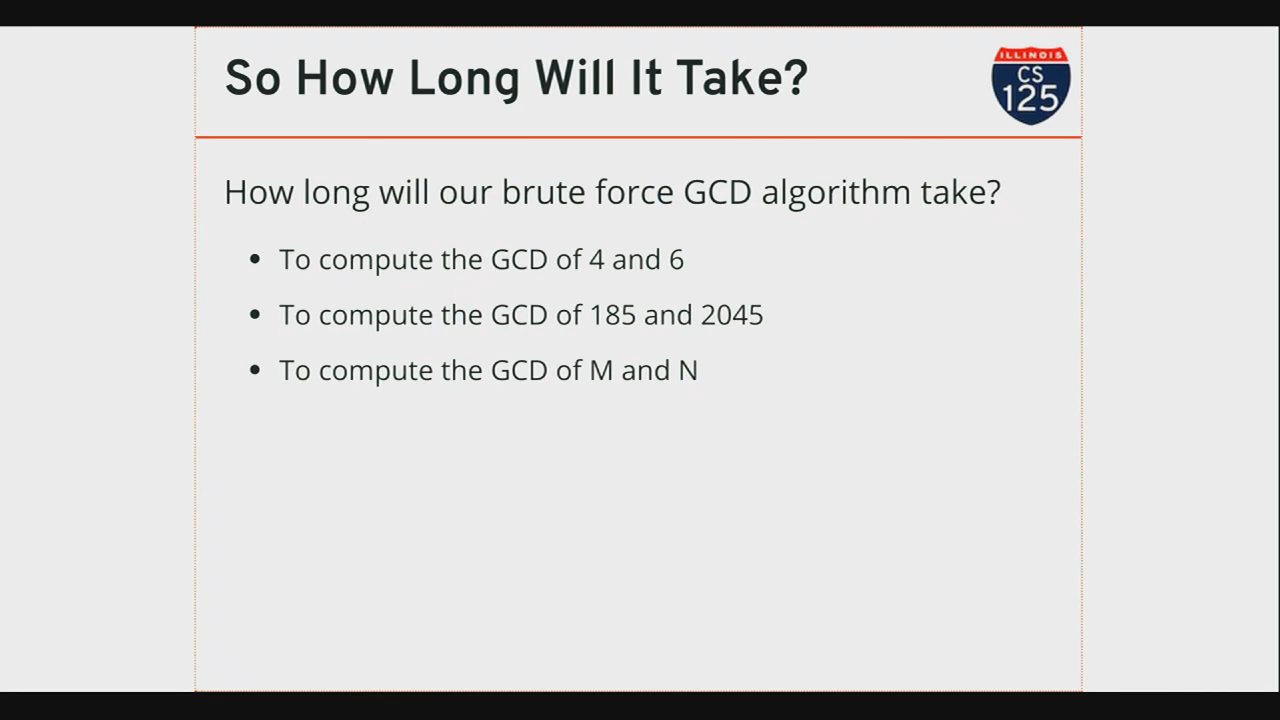 So How Long Will It Take?
ILLINOIS
CS
125
How long will our brute force GCD algorithm take?
• To compute the GCD of 4 and 6
• To compute the GCD of 185 and 2045
• To compute the GCD of M and N